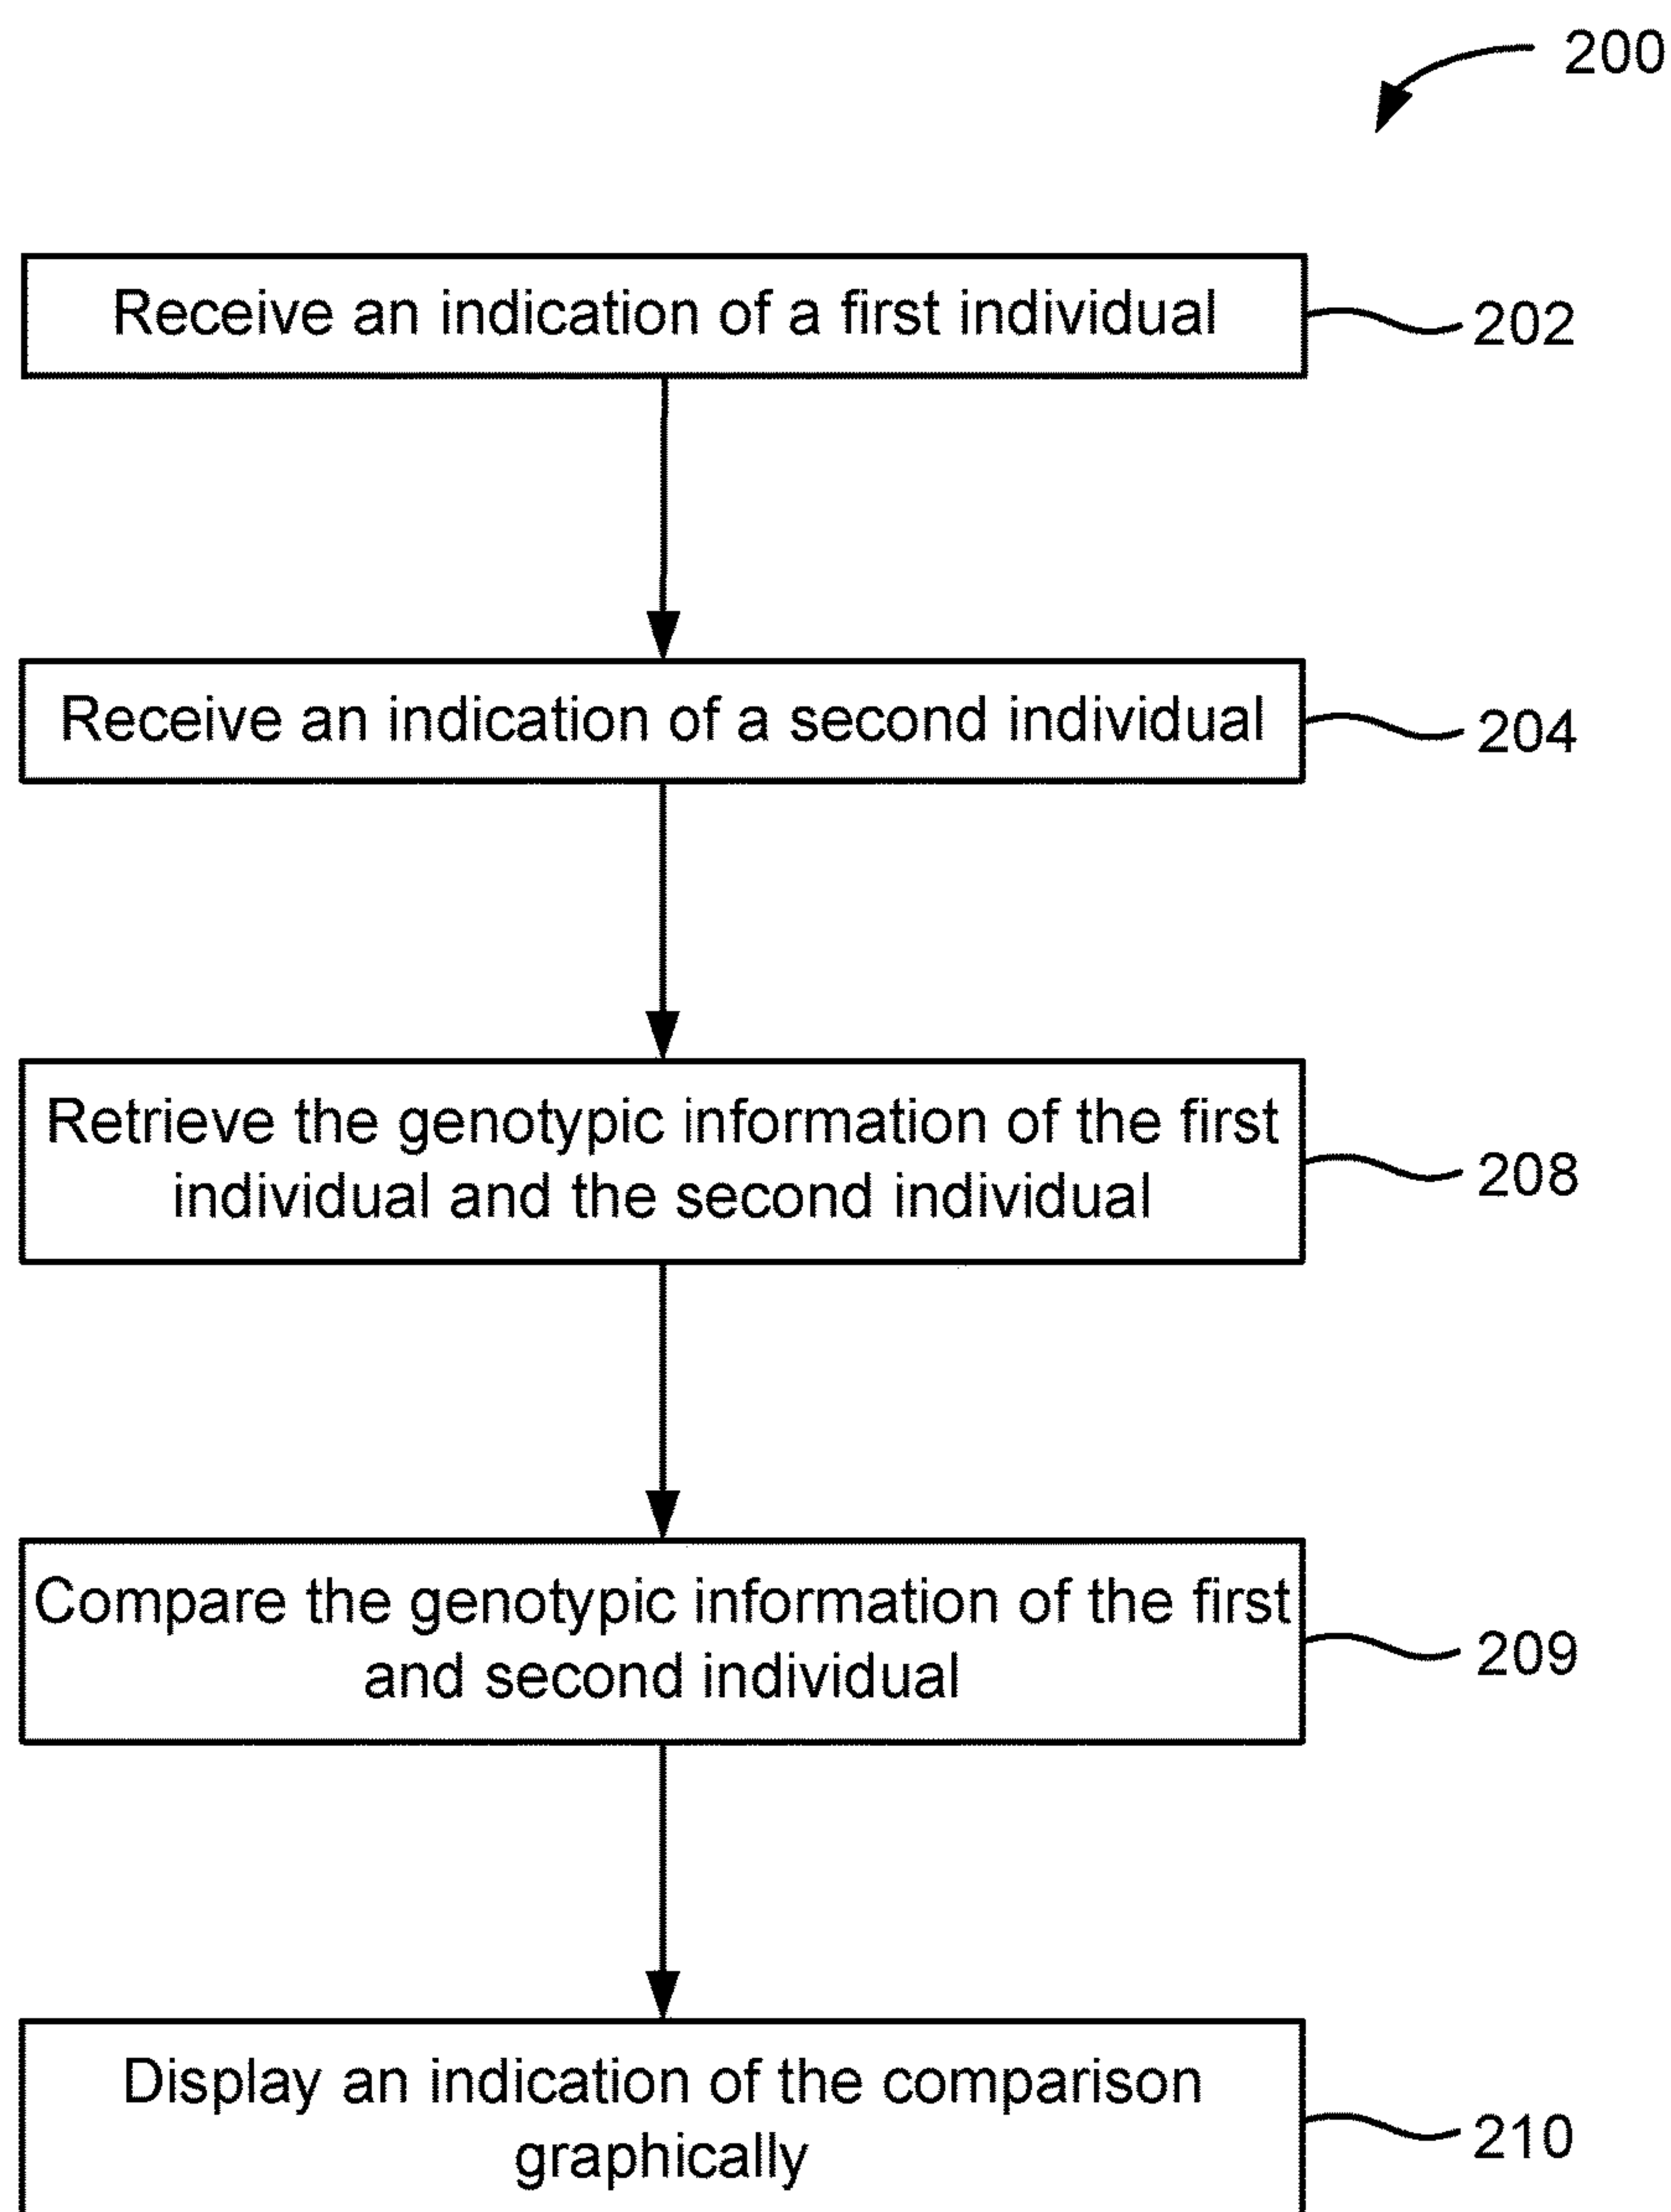 200
Receive an indication of a first individual
202
Receive an indication of a second individual
204
Retrieve the genotypic information of the first
individual and the second individual
208
Compare the genotypic information of the first
and second individual
209
Display an indication of the comparison
graphically
210